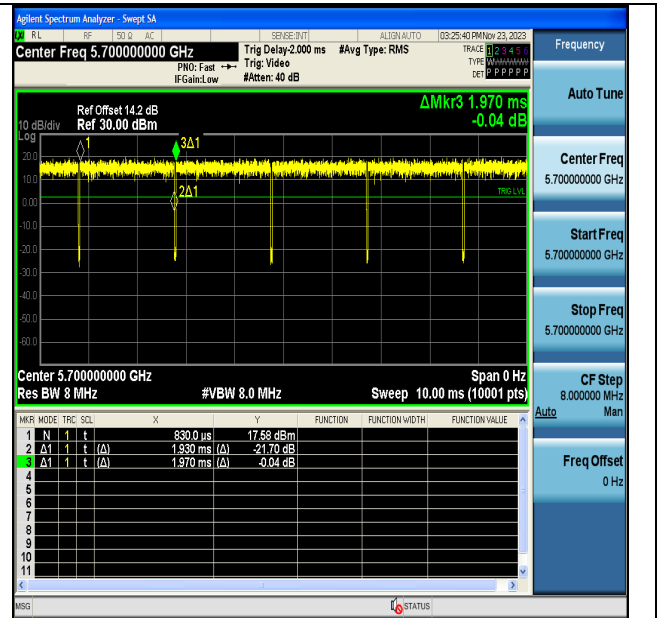 Agilent Spectrum Analyzer - Swept SA
RL RF 50 Ω AC SENSE:INT ALIGN AUTO 03:25:40 PM Nov 23, 2023
Center Freq 5.700000000 GHz
PNO: Fast
IFGain:Low
Trig Delay-2.000 ms
Trig: Video
#Atten: 40 dB
#Avg Type: RMS
TRACE 1 2 3 4 5 6
TYPE
DET P P P P P P
Ref Offset 14.2 dB
Ref 30.00 dBm
10 dB/div
Log
ΔMkr3 1.970 ms
-0.04 dB
1
3Δ1
2Δ1
TRIG LVL
20.0
10.0
0.00
-10.0
-20.0
-30.0
-40.0
-50.0
-60.0
Center 5.700000000 GHz Span 0 Hz
Res BW 8 MHz #VBW 8.0 MHz Sweep 10.00 ms (10001 pts)
MKR MODE TRC SCL X Y FUNCTION FUNCTION WIDTH FUNCTION VALUE
1 N 1 t 830.0 µs 17.58 dBm
2 Δ1 1 t (Δ) 1.930 ms (Δ) -21.70 dB
3 Δ1 1 t (Δ) 1.970 ms (Δ) -0.04 dB
4
5
6
7
8
9
10
11
MSG STATUS
Frequency
Auto Tune
Center Freq
5.700000000 GHz
Start Freq
5.700000000 GHz
Stop Freq
5.700000000 GHz
CF Step
8.000000 MHz
Auto Man
Freq Offset
0 Hz